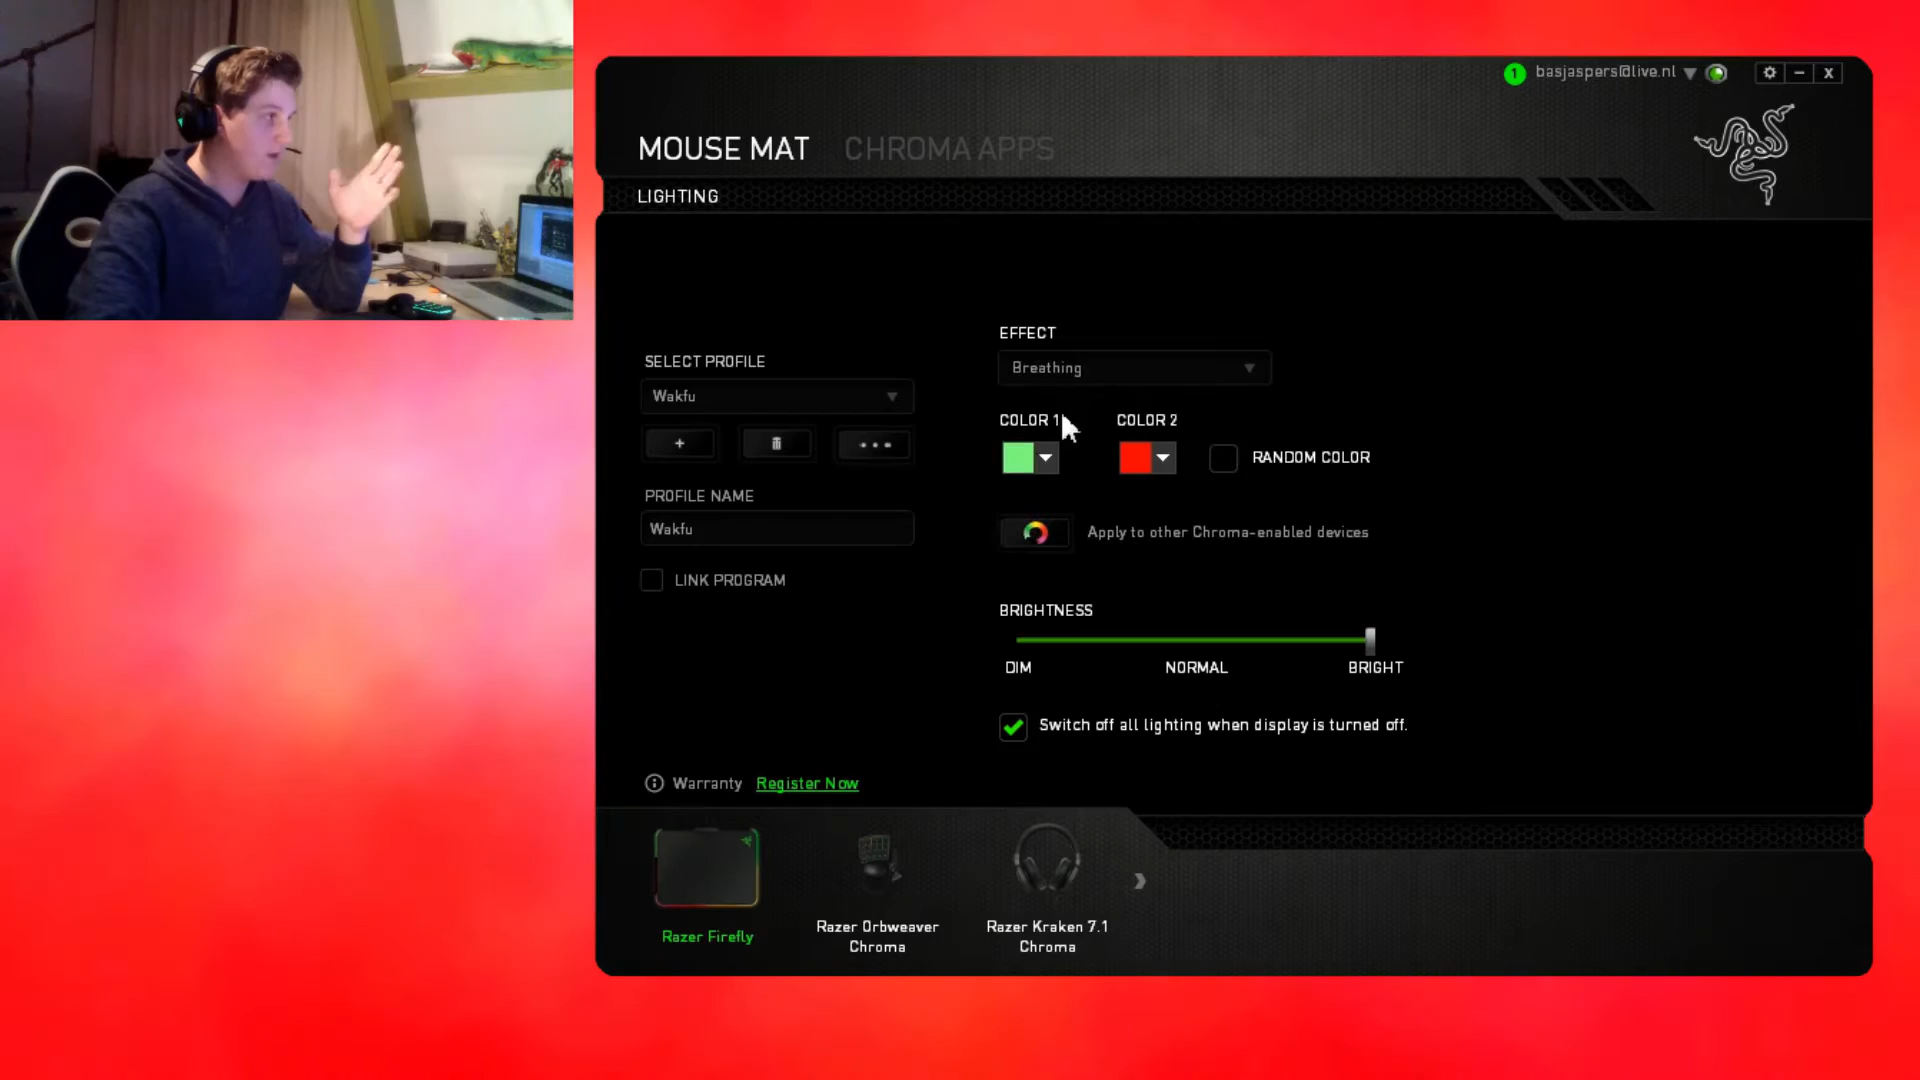 1 basjaspers@live.nl
X
MOUSE MAT CHROMA APPS
LIGHTING
SELECT PROFILE
Wakfu
+
PROFILE NAME
Wakfu
LINK PROGRAM
EFFECT
Breathing
COLOR 1 COLOR 2
RANDOM COLOR
Apply to other Chroma-enabled devices
BRIGHTNESS
DIM NORMAL BRIGHT
Switch off all lighting when display is turned off.
Warranty Register Now
Razer Firefly
Razer Orbweaver
Chroma
Razer Kraken 7.1
Chroma